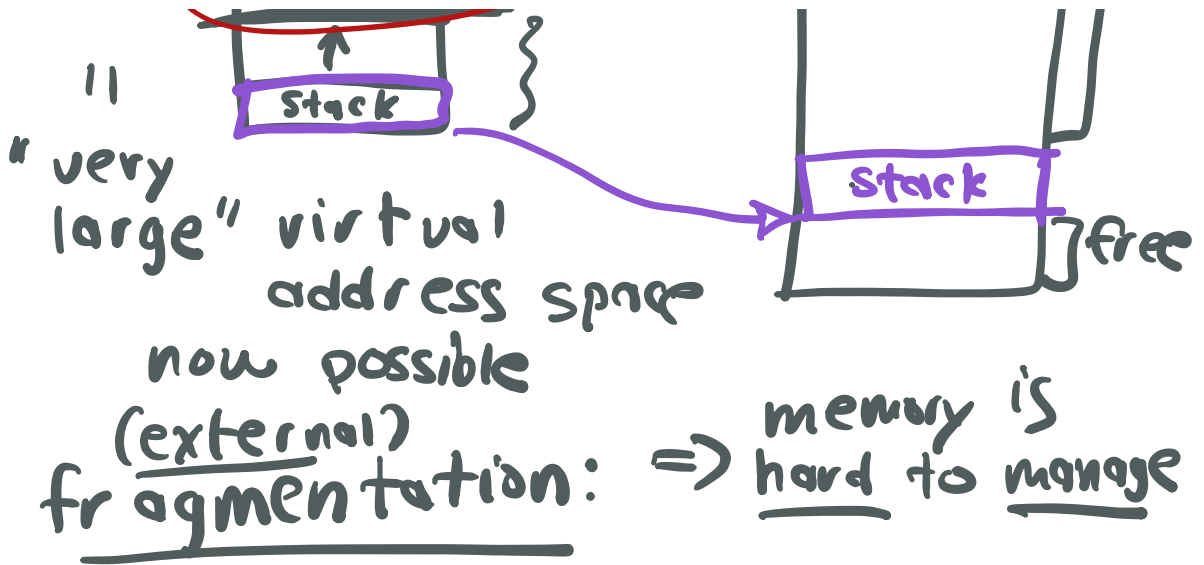 stack
"
" very
large" virtual
address space
now possible
(external)
fragmentation:
stack
free
=> memory is
hard to manage